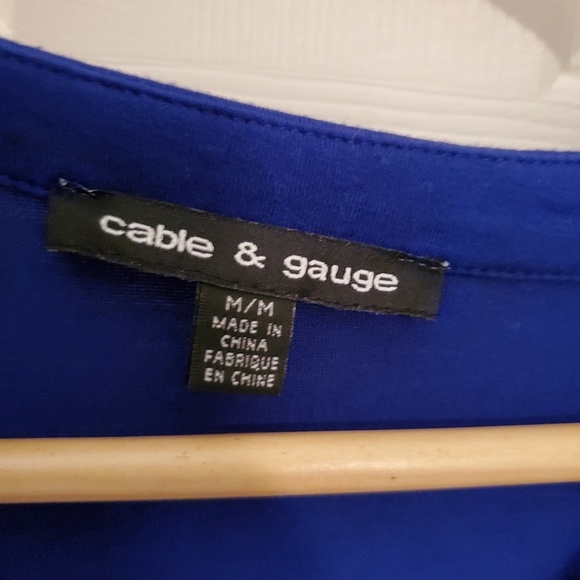 cable & gauge
M/M
MADE IN
CHINA
FABRIQUE
EN CHINE